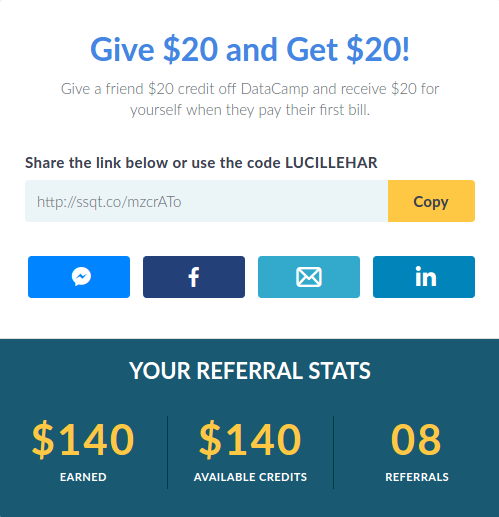 Give $20 and Get $20!
Give a friend $20 credit off DataCamp and receive $20 for
yourself when they pay their first bill.
Share the link below or use the code LUCILLEHAR
http://ssqt.co/mzcrATo
Copy
f
in
YOUR REFERRAL STATS
$140
$140
08
EARNED
AVAILABLE CREDITS
REFERRALS